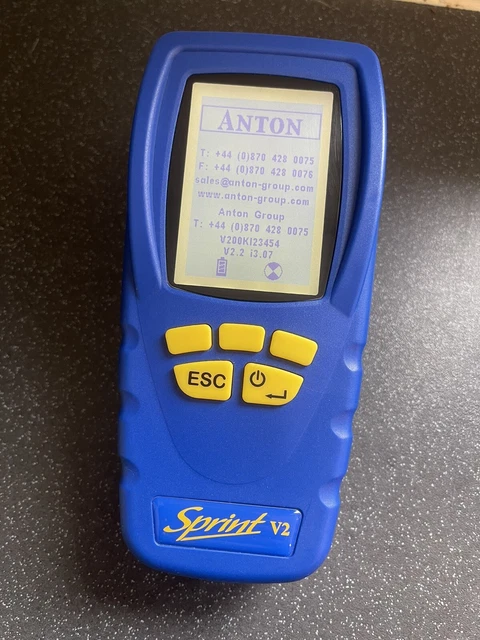 ANTON
T: +44 (0)870 428 0075
F: +44 (0)870 428 0076
sales@anton-group.com
www.anton-group.com
Anton Group
T: +44 (0)870 428 0075
V200Ki23454
V2.2 i3.07
ESC
Sprint V2